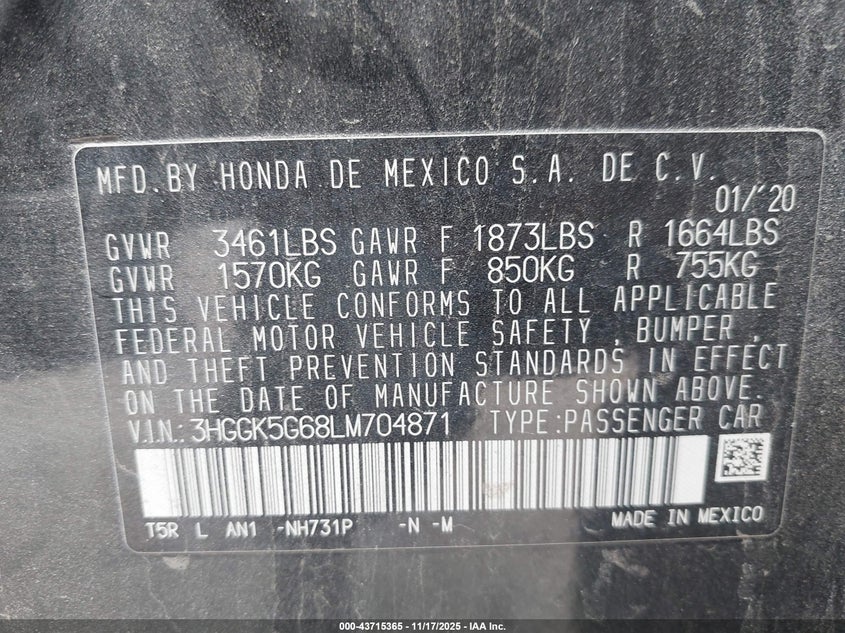 MFD. BY HONDA DE MEXICO S.A. DE C.V.
01/'20
GVWR 3461LBS GAWR F 1873LBS R 1664LBS
GVWR 1570KG GAWR F 850KG R 755KG
THIS VEHICLE CONFORMS TO ALL APPLICABLE
FEDERAL MOTOR VEHICLE SAFETY, BUMPER,
AND THEFT PREVENTION STANDARDS IN EFFECT
ON THE DATE OF MANUFACTURE SHOWN ABOVE.
V.I.N.: 3HGGK5G68LM704871 TYPE: PASSENGER CAR
T5R L AN1 -NH731P -N -M MADE IN MEXICO
000-43715365 - 11/17/2025 - IAA Inc.